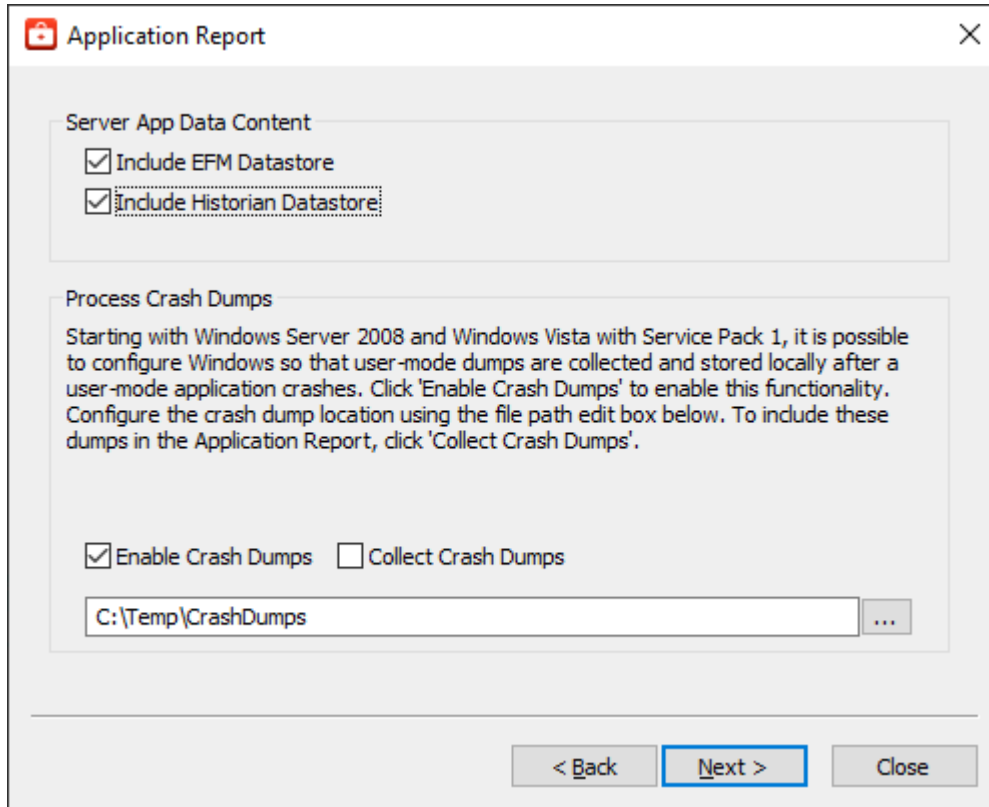 Application Report
Server App Data Content
Include EFM Datastore
Include Historian Datastore
Process Crash Dumps
Starting with Windows Server 2008 and Windows Vista with Service Pack 1, it is possible
to configure Windows so that user-mode dumps are collected and stored locally after a
user-mode application crashes. Click 'Enable Crash Dumps' to enable this functionality.
Configure the crash dump location using the file path edit box below. To include these
dumps in the Application Report, click 'Collect Crash Dumps'.
Enable Crash Dumps Collect Crash Dumps
C:\Temp\CrashDumps ...
< Back Next > Close